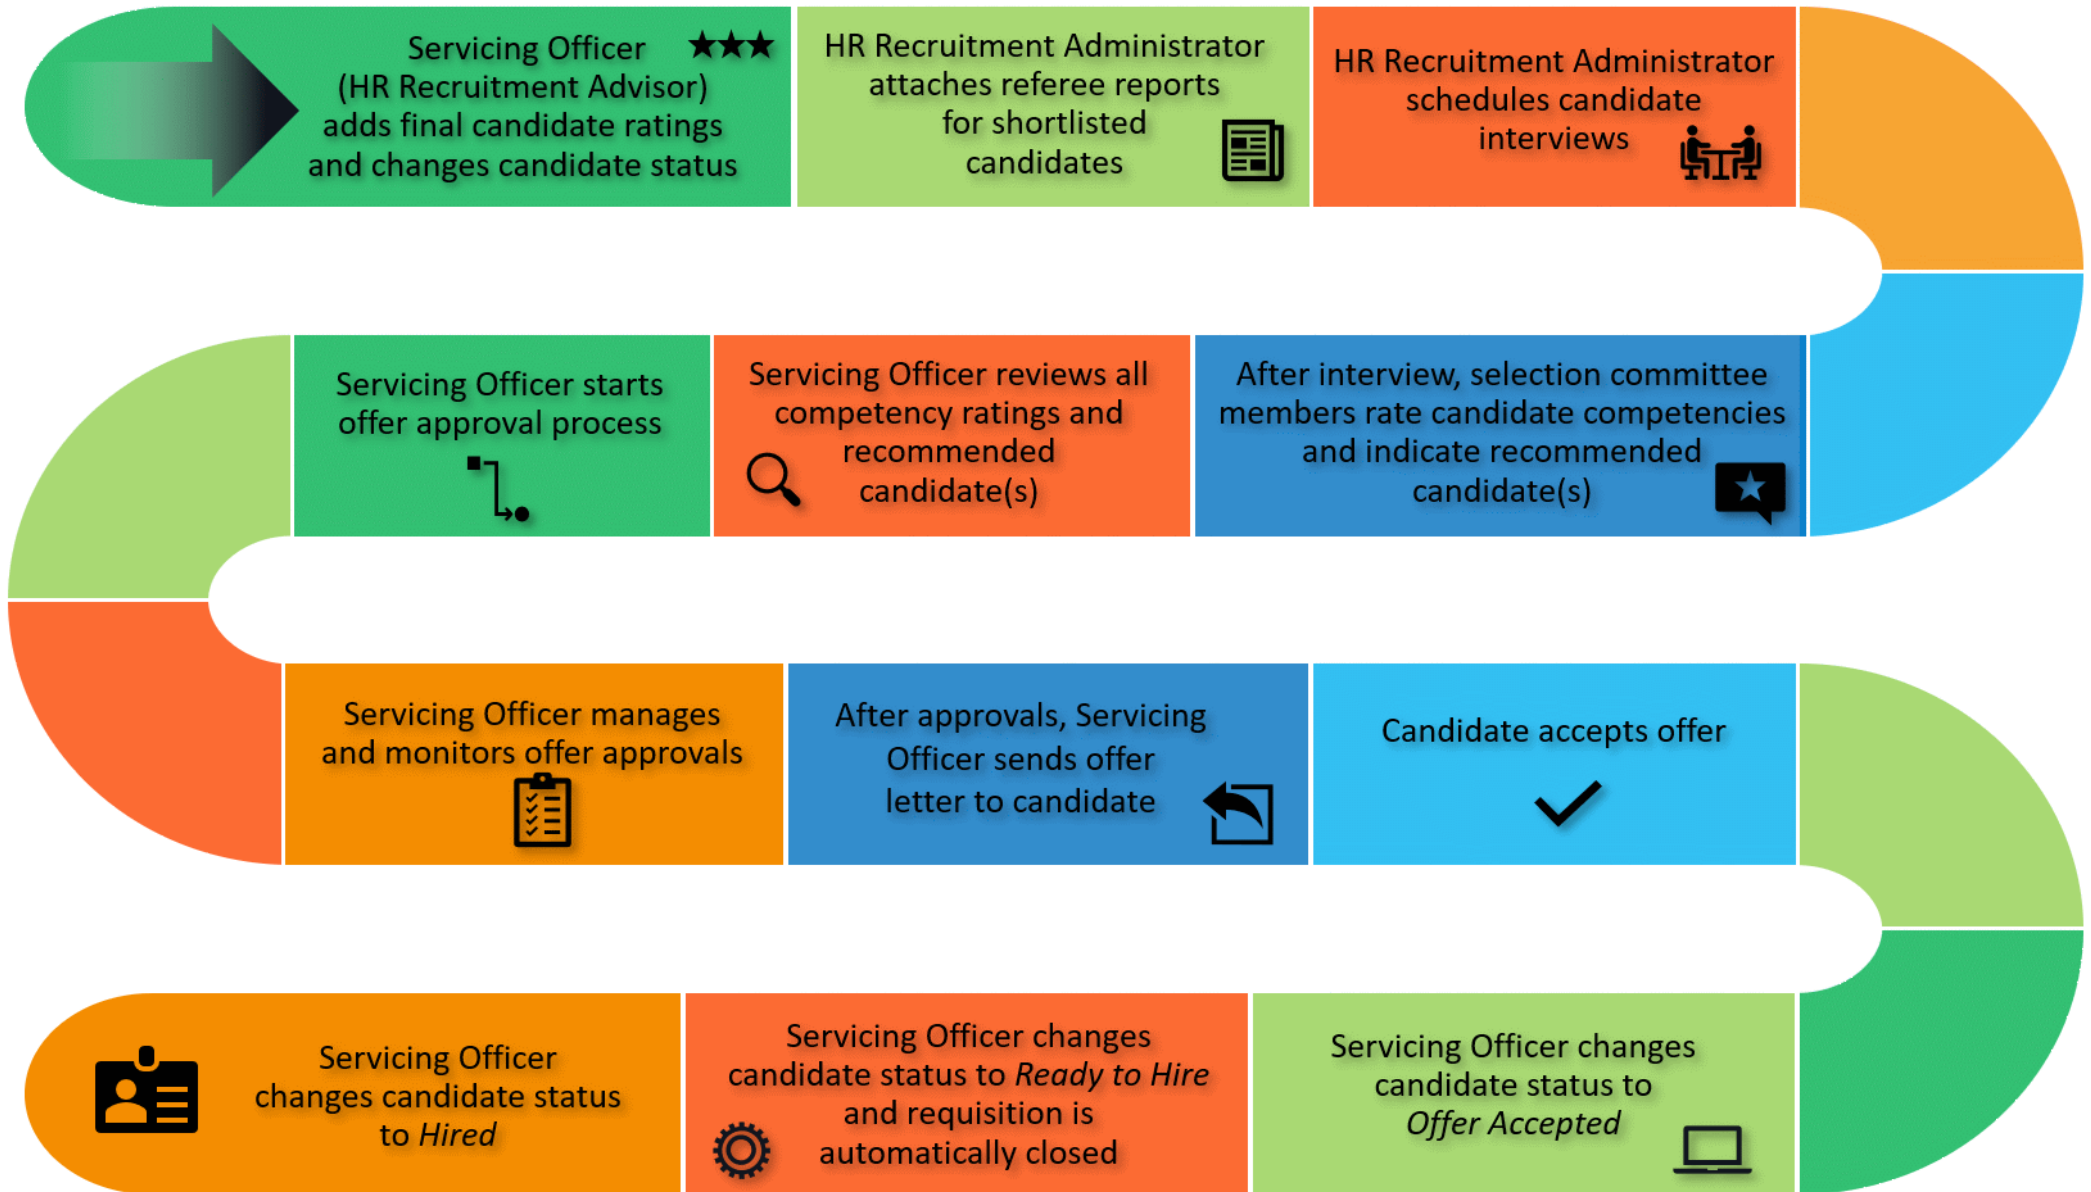 Servicing Officer
(HR Recruitment Advisor)
adds final candidate ratings
and changes candidate status
HR Recruitment Administrator
attaches referee reports
for shortlisted
candidates
HR Recruitment Administrator
schedules candidate
interviews
After interview, selection committee
members rate candidate competencies
and indicate recommended
candidate(s)
Servicing Officer reviews all
competency ratings and
recommended
candidate(s)
Servicing Officer starts
offer approval process
Servicing Officer manages
and monitors offer approvals
After approvals, Servicing
Officer sends offer
letter to candidate
Candidate accepts offer
Servicing Officer changes
candidate status to
Offer Accepted
Servicing Officer changes
candidate status to Ready to Hire
and requisition is
automatically closed
Servicing Officer
changes candidate status
to Hired